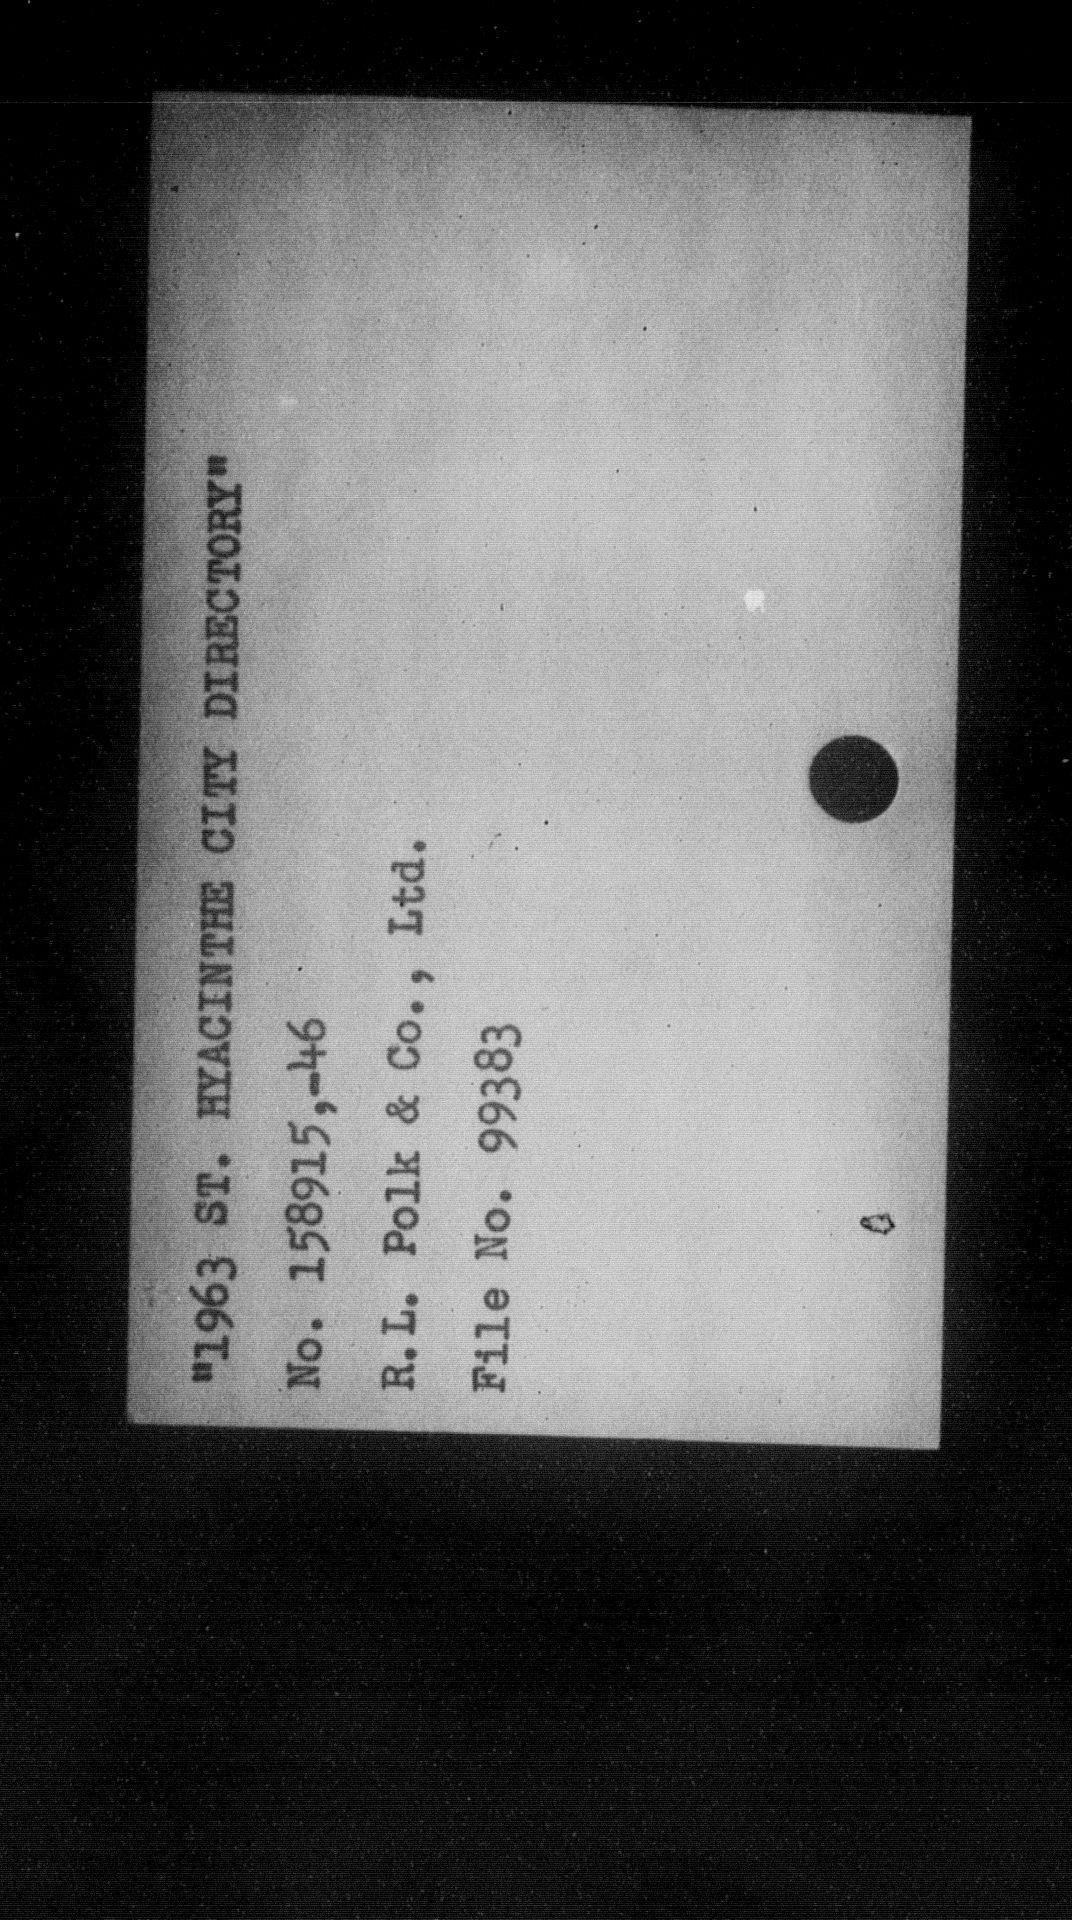 "1963 ST. HYACINTHE CITY DIRECTORY"
No. 158915,-46
R.L. Polk & Co., Ltd.
File No. 99383